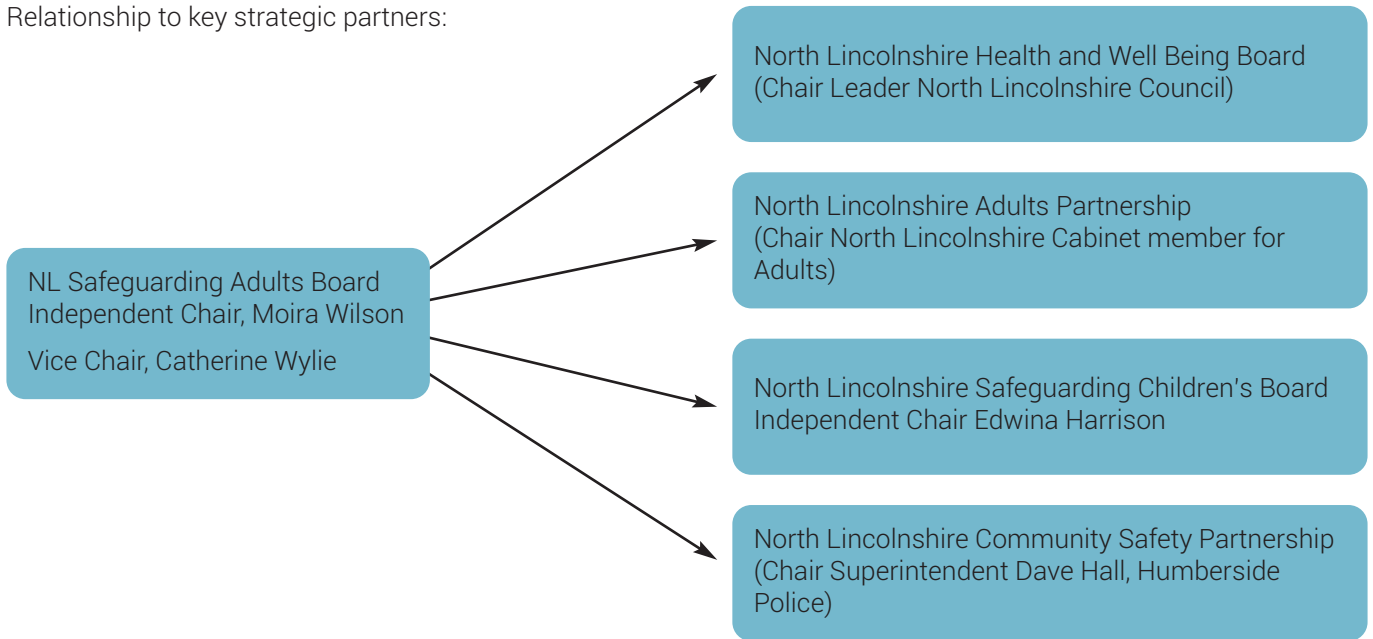 Relationship to key strategic partners:
North Lincolnshire Health and Well Being Board
(Chair Leader North Lincolnshire Council)
North Lincolnshire Adults Partnership
(Chair North Lincolnshire Cabinet member for
Adults)
NL Safeguarding Adults Board
Independent Chair, Moira Wilson
Vice Chair, Catherine Wylie
North Lincolnshire Safeguarding Children's Board
Independent Chair Edwina Harrison
North Lincolnshire Community Safety Partnership
(Chair Superintendent Dave Hall, Humberside
Police)